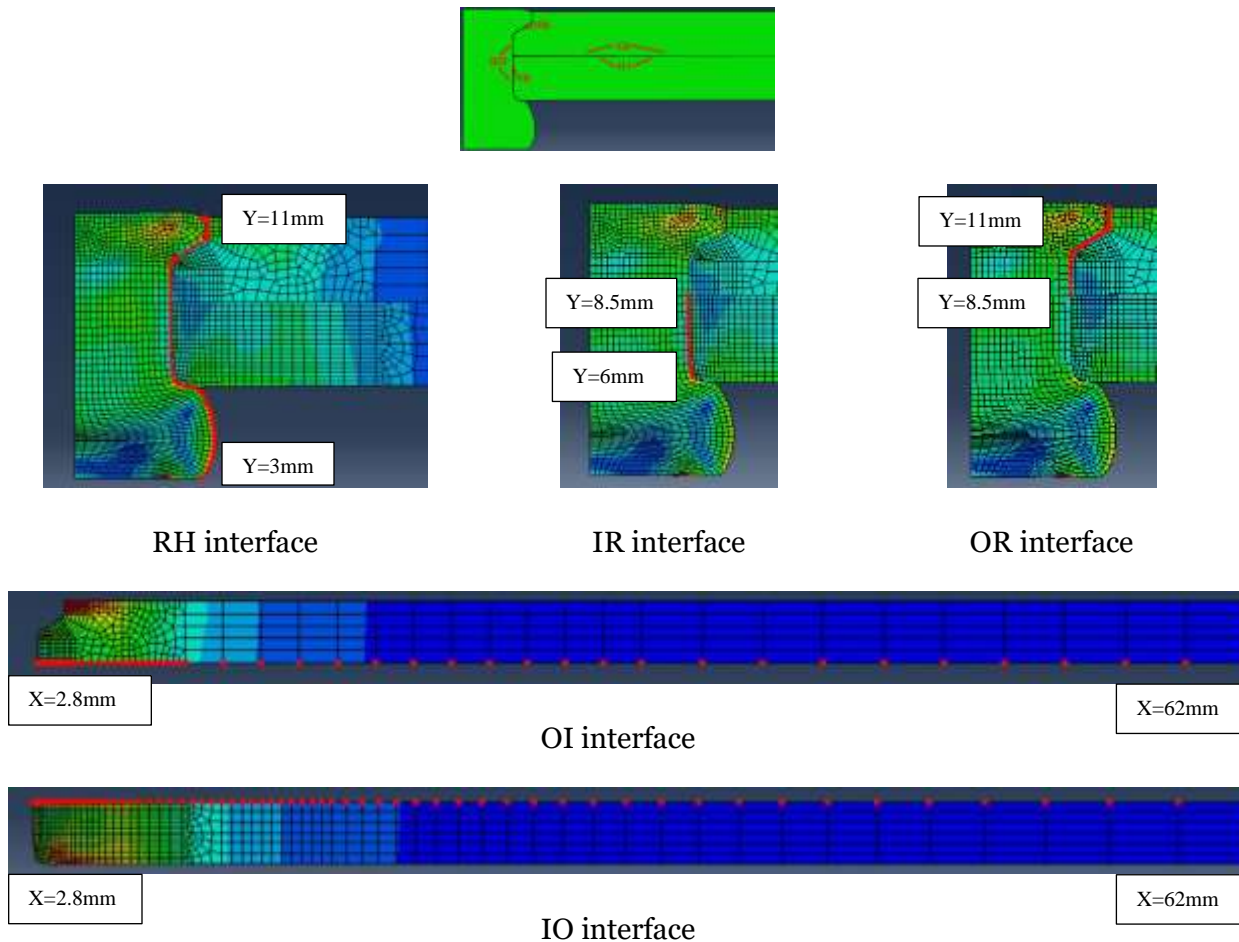 Y=11mm
Y=3mm
RH interface
Y=8.5mm
Y=6mm
IR interface
Y=11mm
Y=8.5mm
OR interface
X=2.8mm
X=62mm
OI interface
X=2.8mm
X=62mm
IO interface